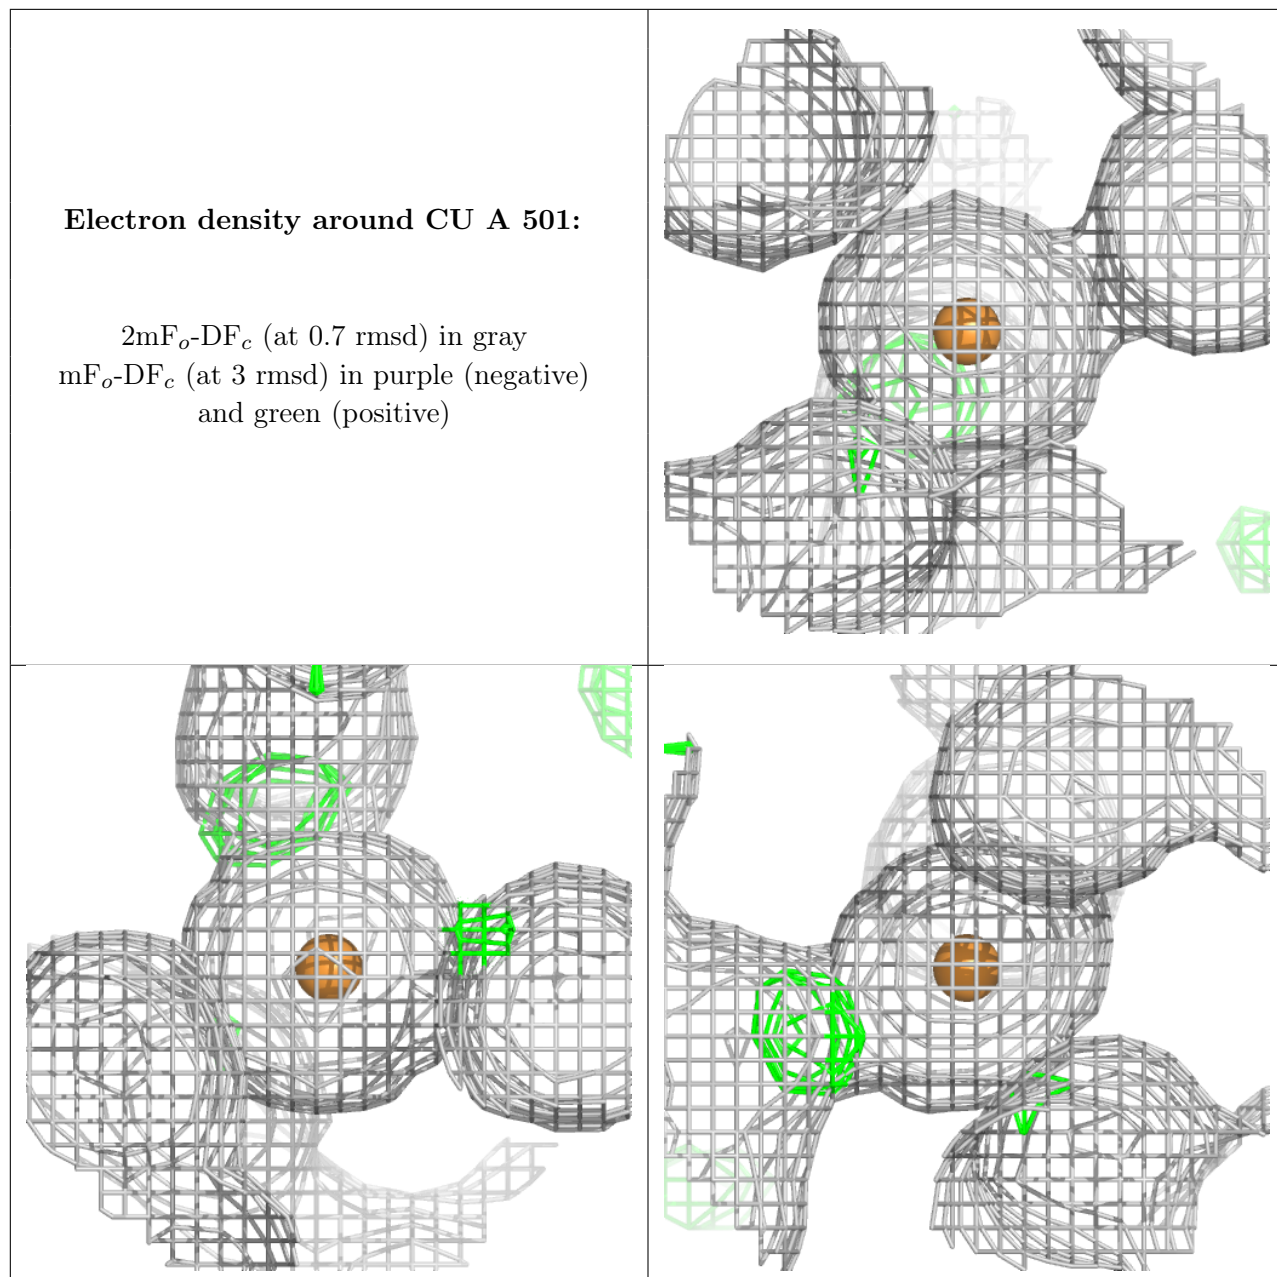 Electron density around CU A 501:
2mFo-DFc (at 0.7 rmsd) in gray
mFo-DFc (at 3 rmsd) in purple (negative)
and green (positive)